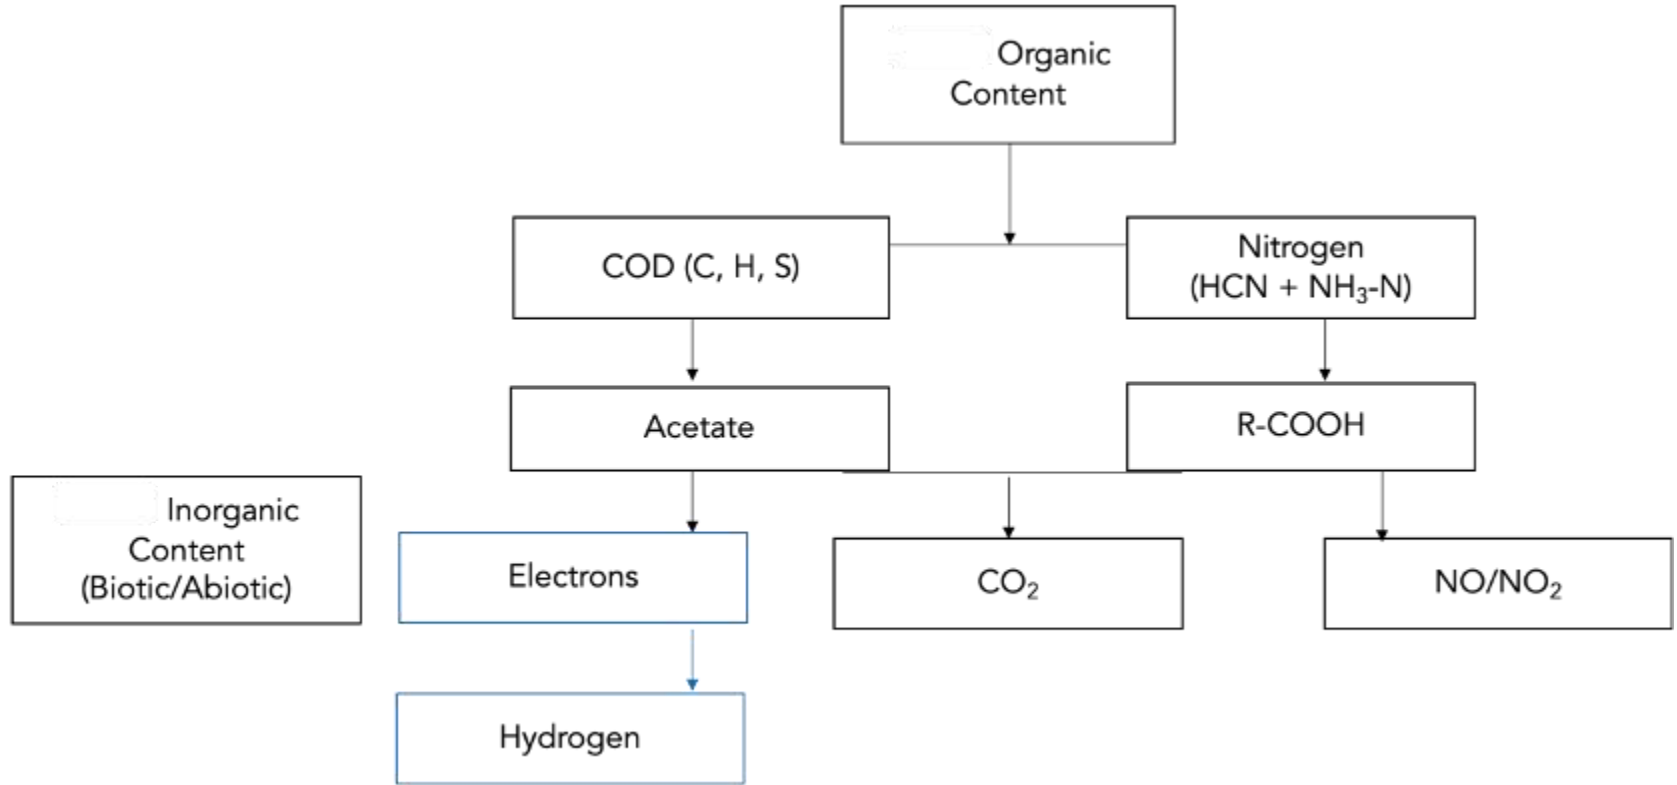 Organic
Content
COD (C, H, S)
Nitrogen
(HCN + NH₃-N)
Acetate
R-COOH
Inorganic
Content
(Biotic/Abiotic)
Electrons
CO₂
NO/NO₂
Hydrogen